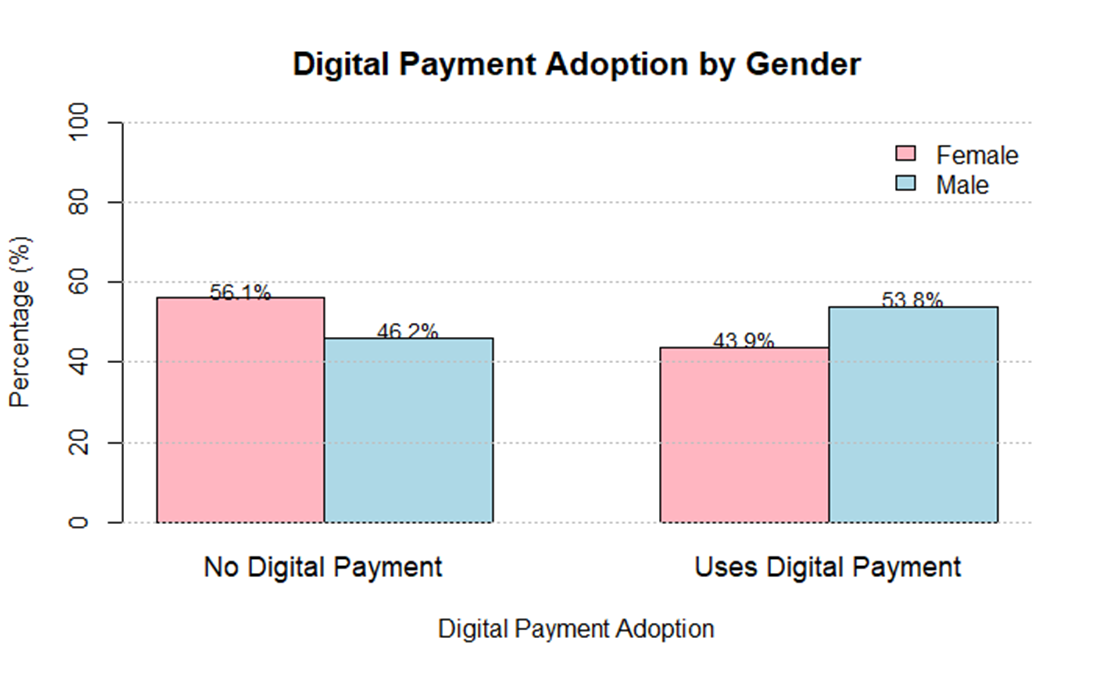 Digital Payment Adoption by Gender
Percentage (%)
100
80
60
40
20
0
Female
Male
56.1%
46.2%
43.9%
53.8%
No Digital Payment
Uses Digital Payment
Digital Payment Adoption